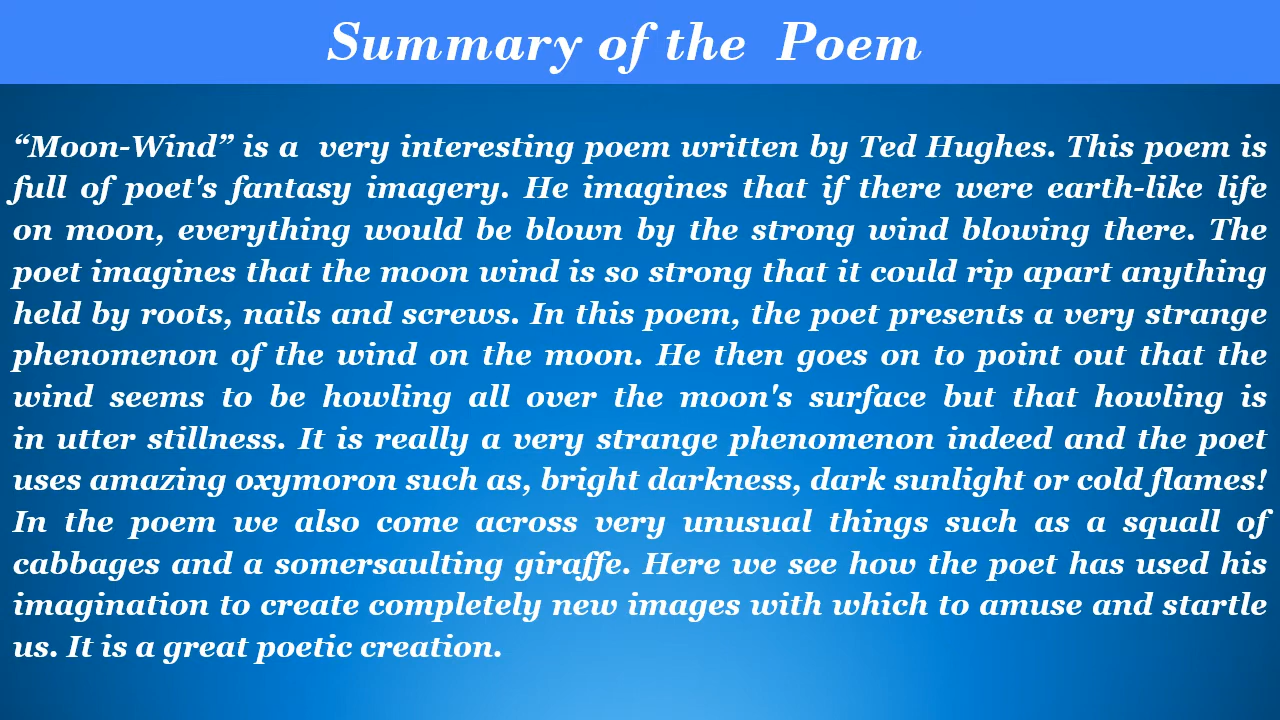 Summary of the Poem
“Moon-Wind” is a very interesting poem written by Ted Hughes. This poem is
full of poet's fantasy imagery. He imagines that if there were earth-like life
on moon, everything would be blown by the strong wind blowing there. The
poet imagines that the moon wind is so strong that it could rip apart anything
held by roots, nails and screws. In this poem, the poet presents a very strange
phenomenon of the wind on the moon. He then goes on to point out that the
wind seems to be howling all over the moon's surface but that howling is
in utter stillness. It is really a very strange phenomenon indeed and the poet
uses amazing oxymoron such as, bright darkness, dark sunlight or cold flames!
In the poem we also come across very unusual things such as a squall of
cabbages and a somersaulting giraffe. Here we see how the poet has used his
imagination to create completely new images with which to amuse and startle
us. It is a great poetic creation.